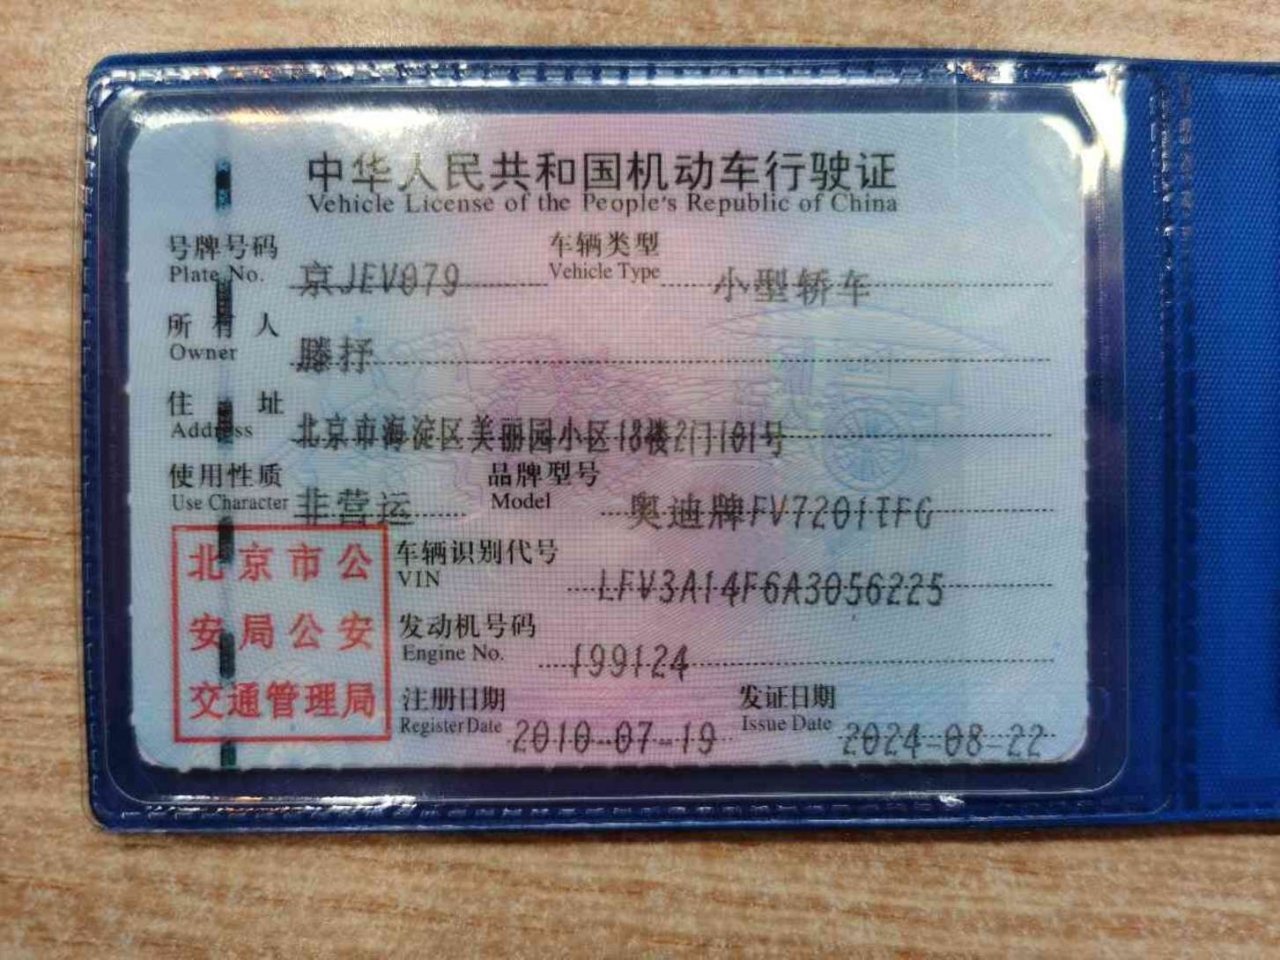 中华人民共和国机动车行驶证
Vehicle License of the People's Republic of China
号牌号码 京JEV079 车辆类型 小型轿车
Plate No. Vehicle Type
所有人 滕抒
Owner
住址 北京市海淀区美丽园小区18楼2门101号
Address
使用性质 非营运 品牌型号 奥迪牌FV7201TFG
Use Character Model
北京市公
安局公安
交通管理局
车辆识别代号 LFV3A14F6A3056225
VIN
发动机号码 199124
Engine No.
注册日期 2010-07-19 发证日期 2024-08-22
Register Date Issue Date